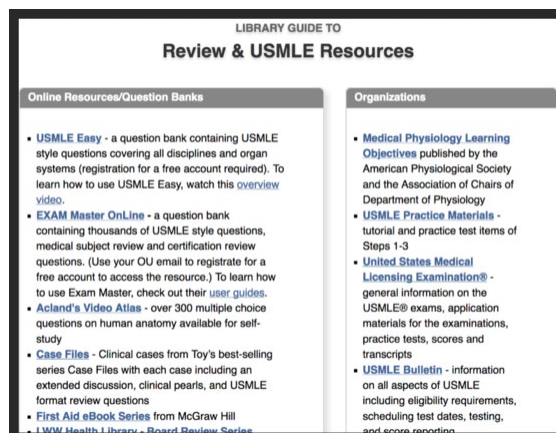 LIBRARY GUIDE TO
Review & USMLE Resources
Online Resources/Question Banks
USMLE Easy - a question bank containing USMLE
style questions covering all disciplines and organ
systems (registration for a free account required). To
learn how to use USMLE Easy, watch this overview
video.
EXAM Master OnLine - a question bank
containing thousands of USMLE style questions,
medical subject review and certification review
questions. (Use your OU email to registrate for a
free account to access the resource.) To learn how
to use Exam Master, check out their user guides.
Acland's Video Atlas - over 300 multiple choice
questions on human anatomy available for self-
study
Case Files - Clinical cases from Toy's best-selling
series Case Files with each case including an
extended discussion, clinical pearls, and USMLE
format review questions
First Aid eBook Series from McGraw Hill
LWW Health Library - Board Review Series
Organizations
Medical Physiology Learning
Objectives published by the
American Physiological Society
and the Association of Chairs of
Department of Physiology
USMLE Practice Materials -
tutorial and practice test items of
Steps 1-3
United States Medical
Licensing Examination® -
general information on the
USMLE® exams, application
materials for the examinations,
practice tests, scores and
transcripts
USMLE Bulletin - information
on all aspects of USMLE
including eligibility requirements,
scheduling test dates, testing,
and score reporting